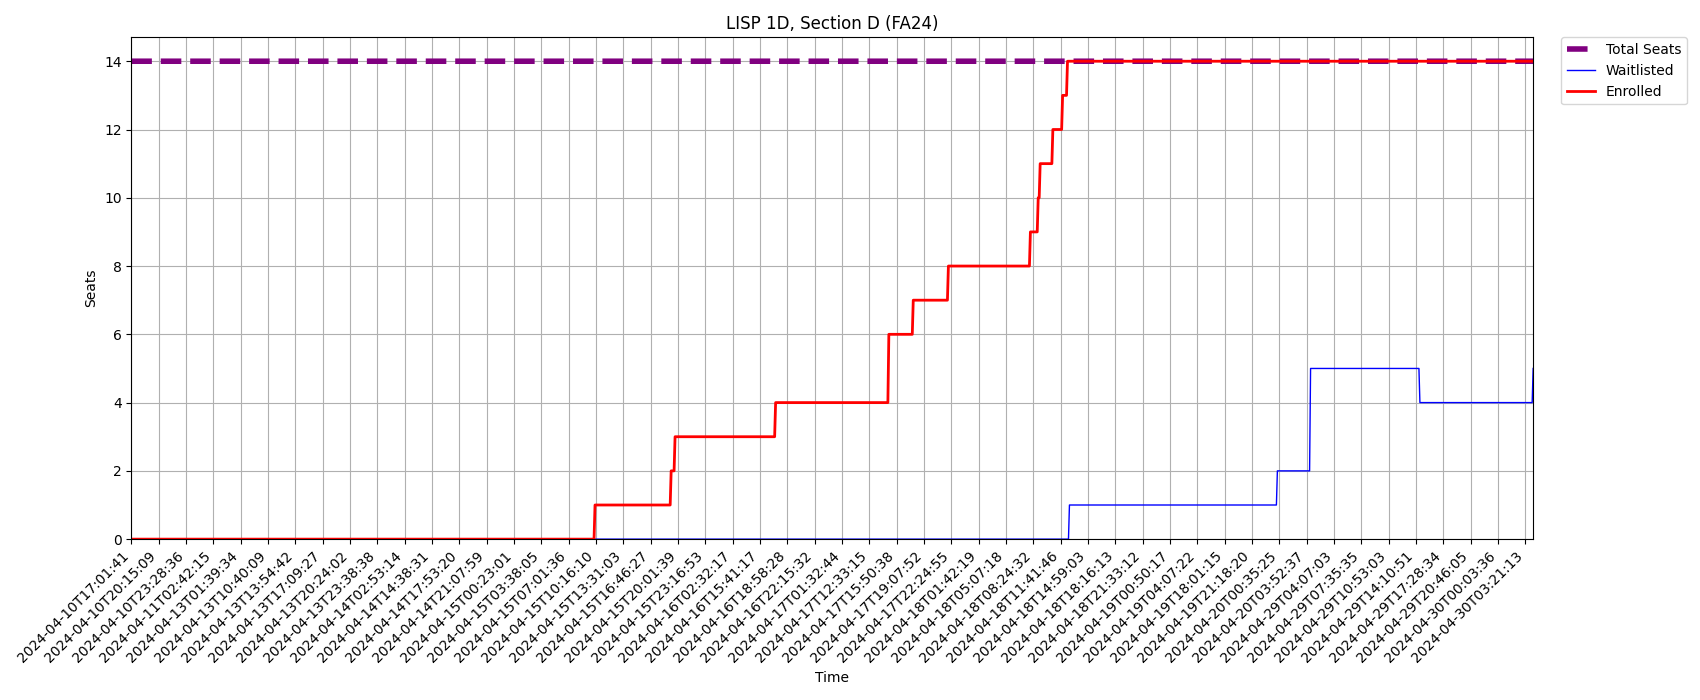 LISP 1D, Section D (FA24)
Total Seats
Waitlisted
Enrolled
Seats
14
12
10
8
6
4
2
0
2024-04-10T17:01:41
2024-04-10T20:15:09
2024-04-10T23:28:36
2024-04-11T02:42:15
2024-04-13T01:39:34
2024-04-13T10:40:09
2024-04-13T13:54:42
2024-04-13T17:09:27
2024-04-13T20:24:02
2024-04-13T23:38:38
2024-04-14T02:53:14
2024-04-14T14:38:31
2024-04-14T17:53:20
2024-04-14T21:07:59
2024-04-15T00:23:01
2024-04-15T03:38:05
2024-04-15T07:01:36
2024-04-15T10:16:10
2024-04-15T13:31:03
2024-04-15T16:46:27
2024-04-15T20:01:39
2024-04-15T23:16:53
2024-04-16T02:32:17
2024-04-16T15:41:17
2024-04-16T18:58:28
2024-04-16T22:15:32
2024-04-17T01:32:44
2024-04-17T12:33:15
2024-04-17T15:50:38
2024-04-17T19:07:52
2024-04-17T22:24:55
2024-04-18T01:42:19
2024-04-18T05:07:18
2024-04-18T08:24:32
2024-04-18T11:41:46
2024-04-18T14:59:03
2024-04-18T18:16:13
2024-04-18T21:33:12
2024-04-19T00:50:17
2024-04-19T04:07:22
2024-04-19T18:01:15
2024-04-19T21:18:20
2024-04-20T00:35:25
2024-04-20T03:52:37
2024-04-29T04:07:03
2024-04-29T07:35:35
2024-04-29T10:53:03
2024-04-29T14:10:51
2024-04-29T17:28:34
2024-04-29T20:46:05
2024-04-30T00:03:36
2024-04-30T03:21:13
Time